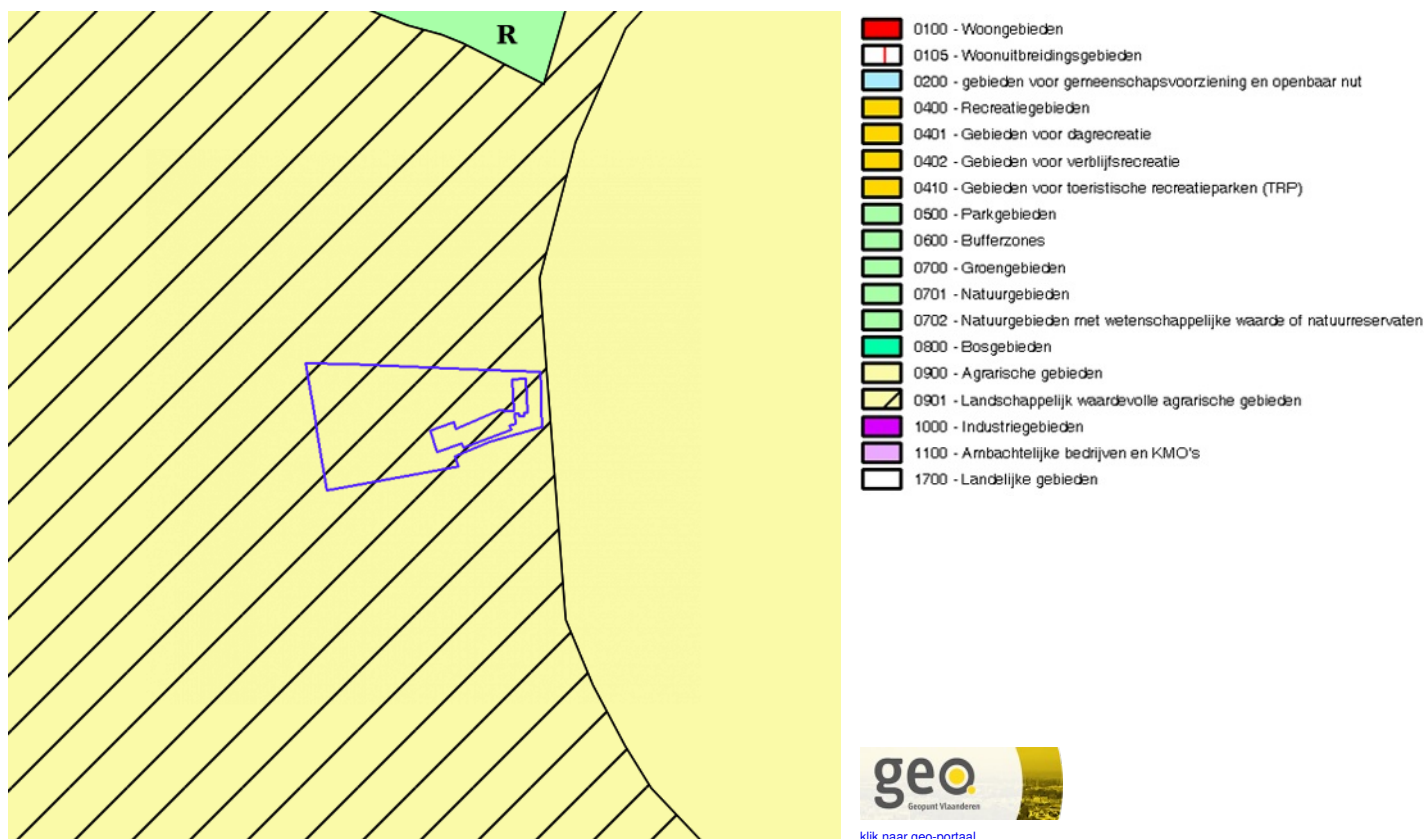 R
0100 - Woongebieden
0105 - Woonuitbreidingsgebieden
0200 - gebieden voor gemeenschapsvoorziening en openbaar nut
0400 - Recreatiegebieden
0401 - Gebieden voor dagrecreatie
0402 - Gebieden voor verblijfsrecreatie
0410 - Gebieden voor toeristische recreatieparken (TRP)
0500 - Parkgebieden
0600 - Bufferzones
0700 - Groengebieden
0701 - Natuurgebieden
0702 - Natuurgebieden met wetenschappelijke waarde of natuurreservaten
0800 - Bosgebieden
0900 - Agrarische gebieden
0901 - Landschappelijk waardevolle agrarische gebieden
1000 - Industriegebieden
1100 - Ambachtelijke bedrijven en KMO's
1700 - Landelijke gebieden
geo
Geopunt Vlaanderen
klik naar geo-portaal